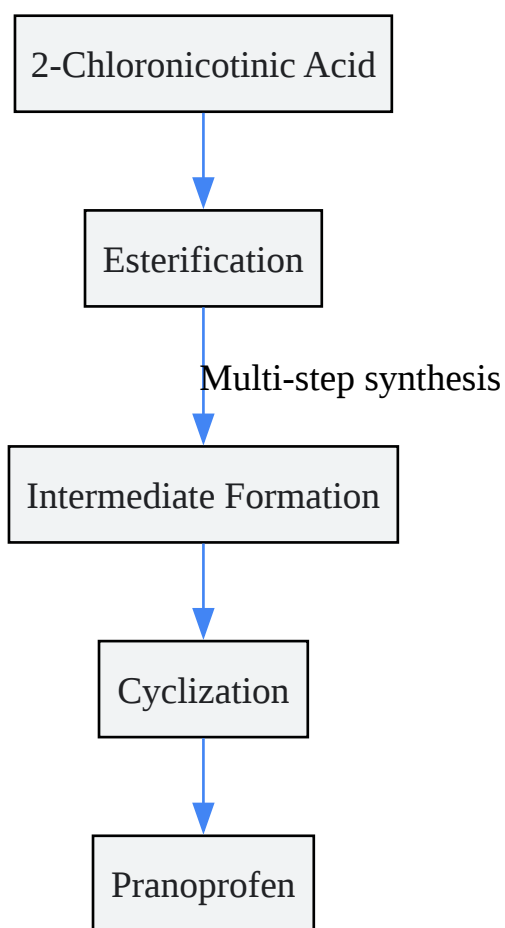 2-Chloronicotinic Acid
Esterification
Multi-step synthesis
Intermediate Formation
Cyclization
Pranoprofen